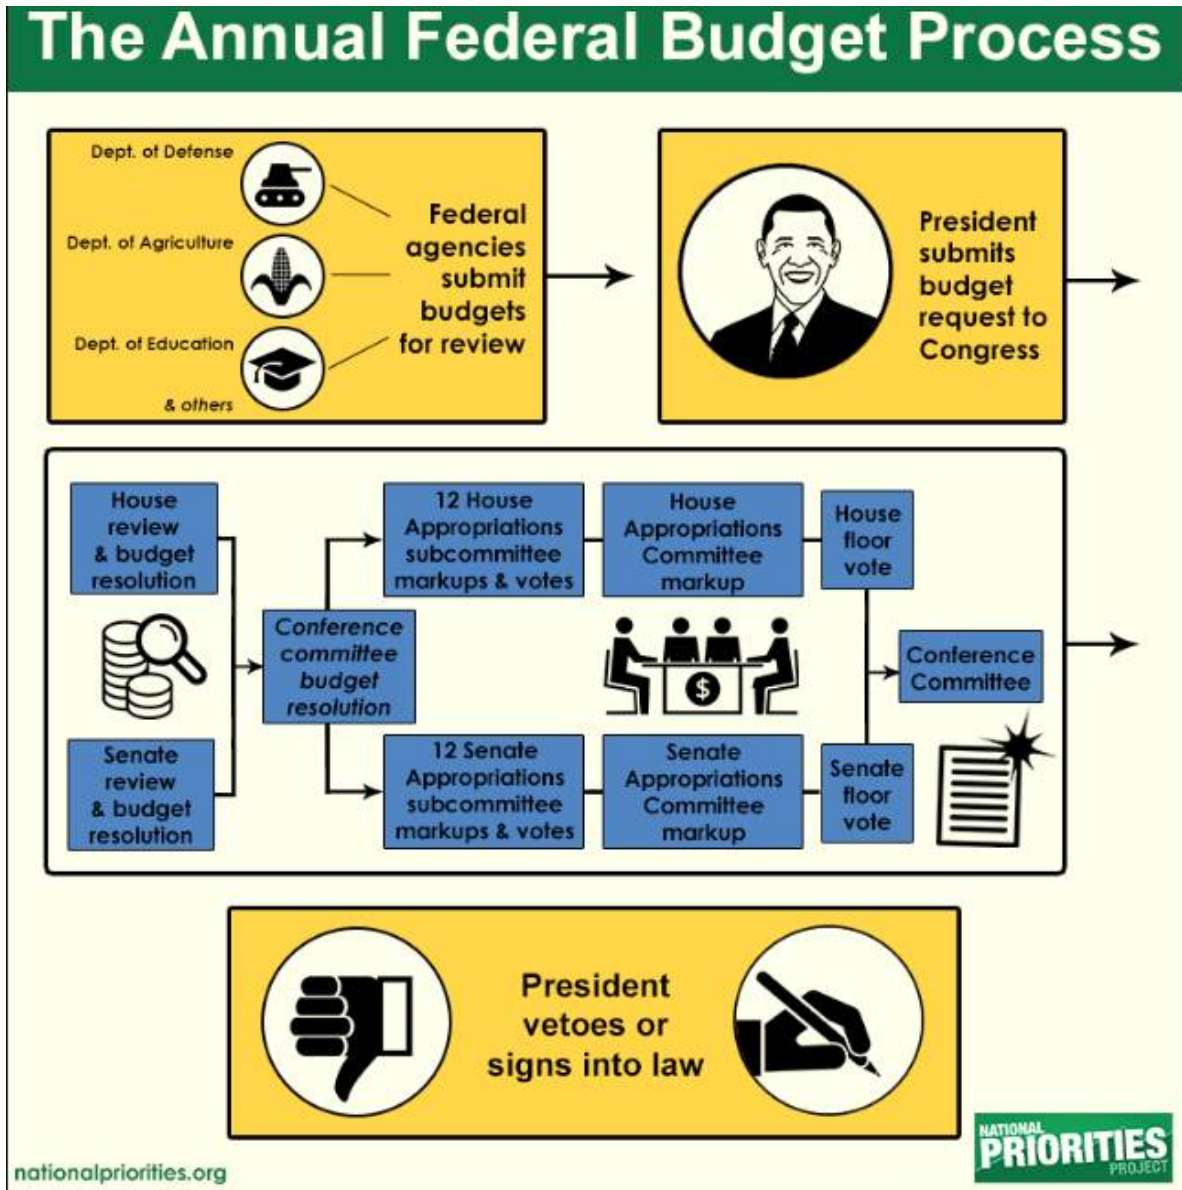 The Annual Federal Budget Process
Dept. of Defense
Dept. of Agriculture
Dept. of Education
& others
Federal
agencies
submit
budgets
for review
President
submits
budget
request to
Congress
House
review
& budget
resolution
Senate
review
& budget
resolution
Conference
committee
budget
resolution
12 House
Appropriations
subcommittee
markups & votes
House
Appropriations
Committee
markup
House
floor
vote
$
12 Senate
Appropriations
subcommittee
markups & votes
Senate
Appropriations
Committee
markup
Senate
floor
vote
Conference
Committee
President
vetoes or
signs into law
nationalpriorities.org
NATIONAL
PRIORITIES
PROJECT